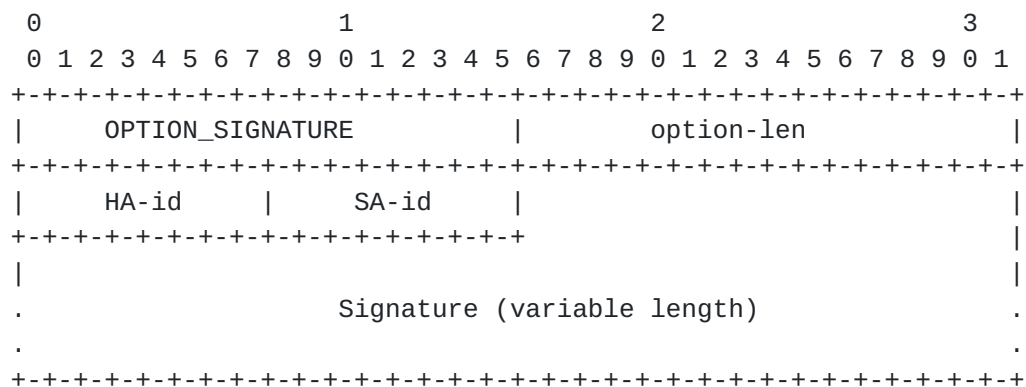 0                   1                   2                   3
 0 1 2 3 4 5 6 7 8 9 0 1 2 3 4 5 6 7 8 9 0 1 2 3 4 5 6 7 8 9 0 1
+-+-+-+-+-+-+-+-+-+-+-+-+-+-+-+-+-+-+-+-+-+-+-+-+-+-+-+-+-+-+-+-+
|     OPTION_SIGNATURE          |        option-len             |
+-+-+-+-+-+-+-+-+-+-+-+-+-+-+-+-+-+-+-+-+-+-+-+-+-+-+-+-+-+-+-+-+
|     HA-id     |     SA-id     |                               |
+-+-+-+-+-+-+-+-+-+-+-+-+-+-+-+-+                               |
|                                                               |
.                    Signature (variable length)                .
.                                                               .
+-+-+-+-+-+-+-+-+-+-+-+-+-+-+-+-+-+-+-+-+-+-+-+-+-+-+-+-+-+-+-+-+